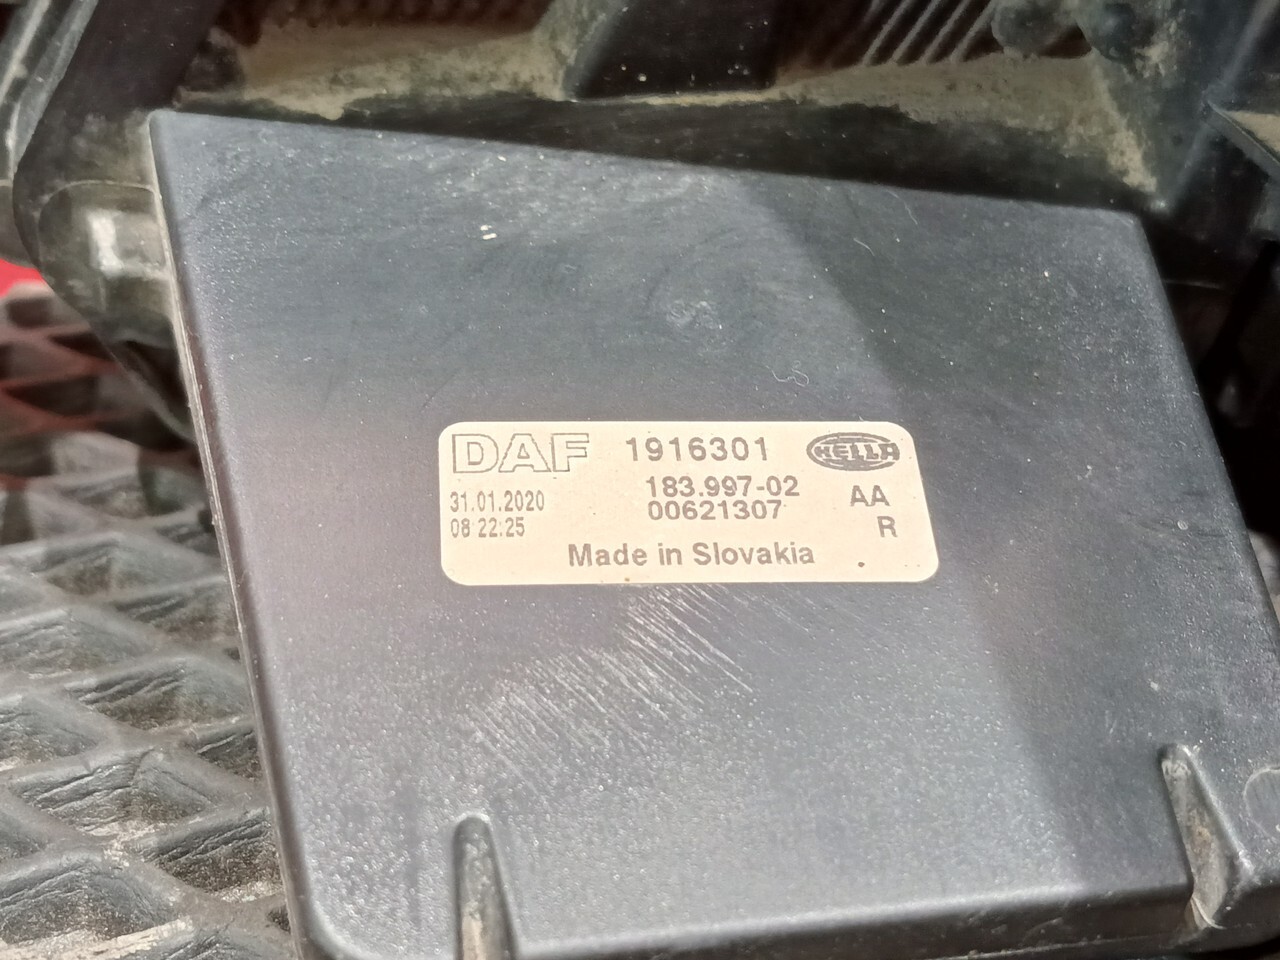 DAF 1916301 HELLA
183.997-02 AA
31.01.2020 00621307
08 22:25 R
Made in Slovakia